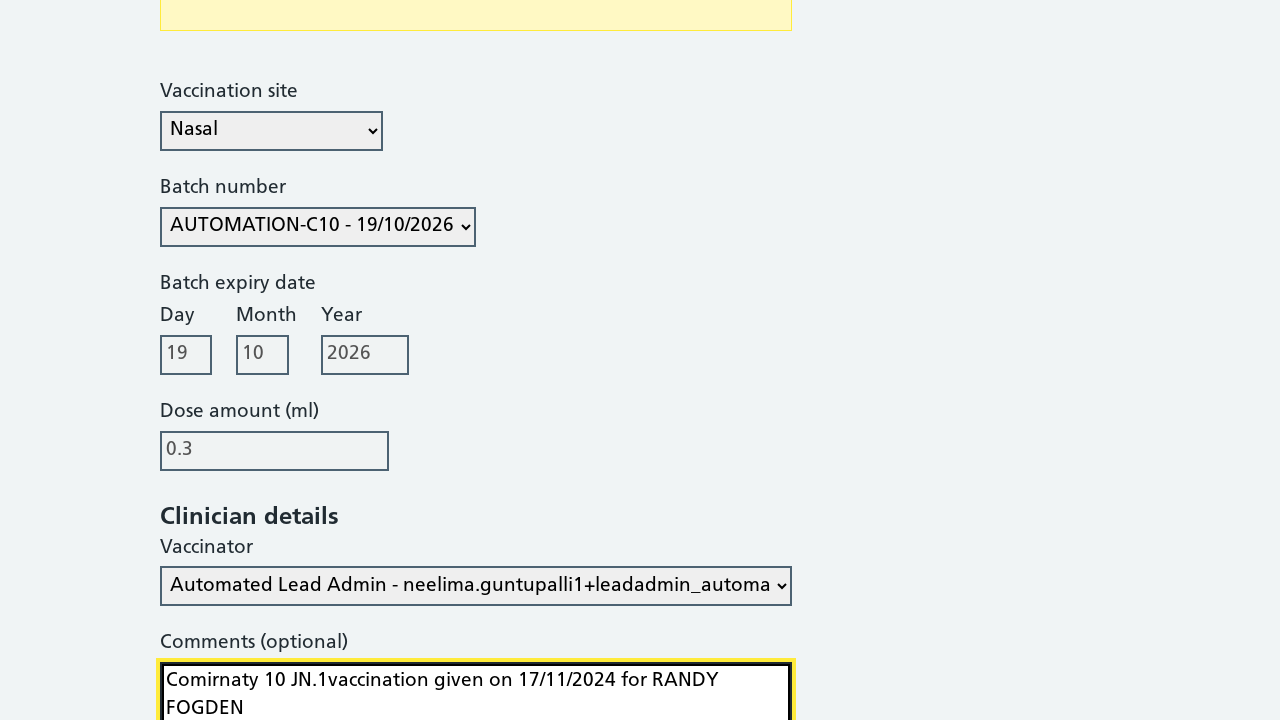 Vaccination site
Nasal
Batch number
AUTOMATION-C10 - 19/10/2026
Batch expiry date
Day Month Year
19 10 2026
Dose amount (ml)
0.3
Clinician details
Vaccinator
Automated Lead Admin - neelima.guntupalli1+leadadmin_automa
Comments (optional)
Comirnaty 10 JN.1vaccination given on 17/11/2024 for RANDY
FOGDEN